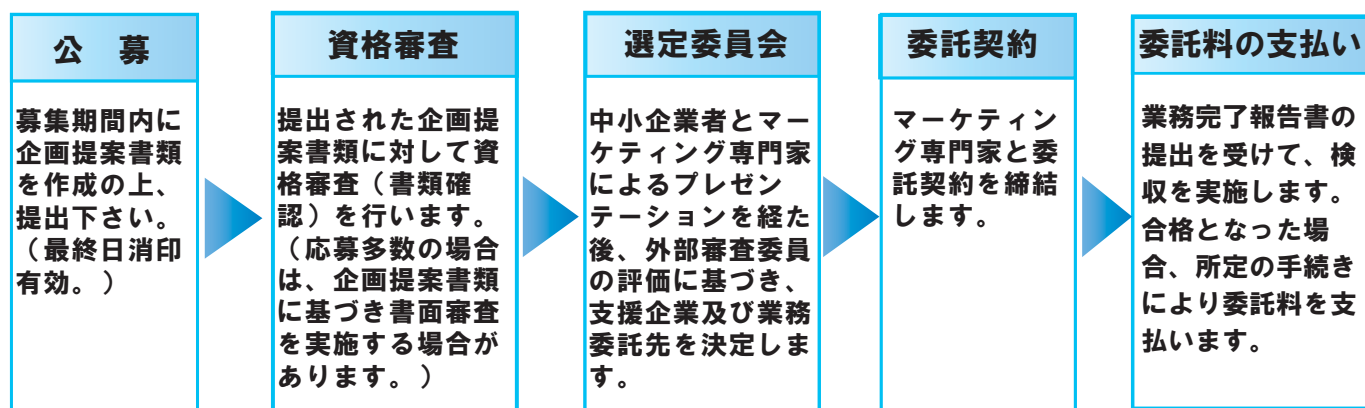 公　募
募集期間内に
企画提案書類
を作成の上、
提出下さい。
（最終日消印
有効。）
資格審査
提出された企画提
案書類に対して資
格審査（書類確
認）を行います。
（応募多数の場合
は、企画提案書類
に基づき書面審査
を実施する場合が
あります。）
選定委員会
中小企業者とマー
ケティング専門家
によるプレゼン
テーションを経た
後、外部審査委員
の評価に基づき、
支援企業及び業務
委託先を決定しま
す。
委託契約
マーケティン
グ専門家と委
託契約を締結
します。
委託料の支払い
業務完了報告書の
提出を受けて、検
収を実施します。
合格となった場
合、所定の手続き
により委託料を支
払います。